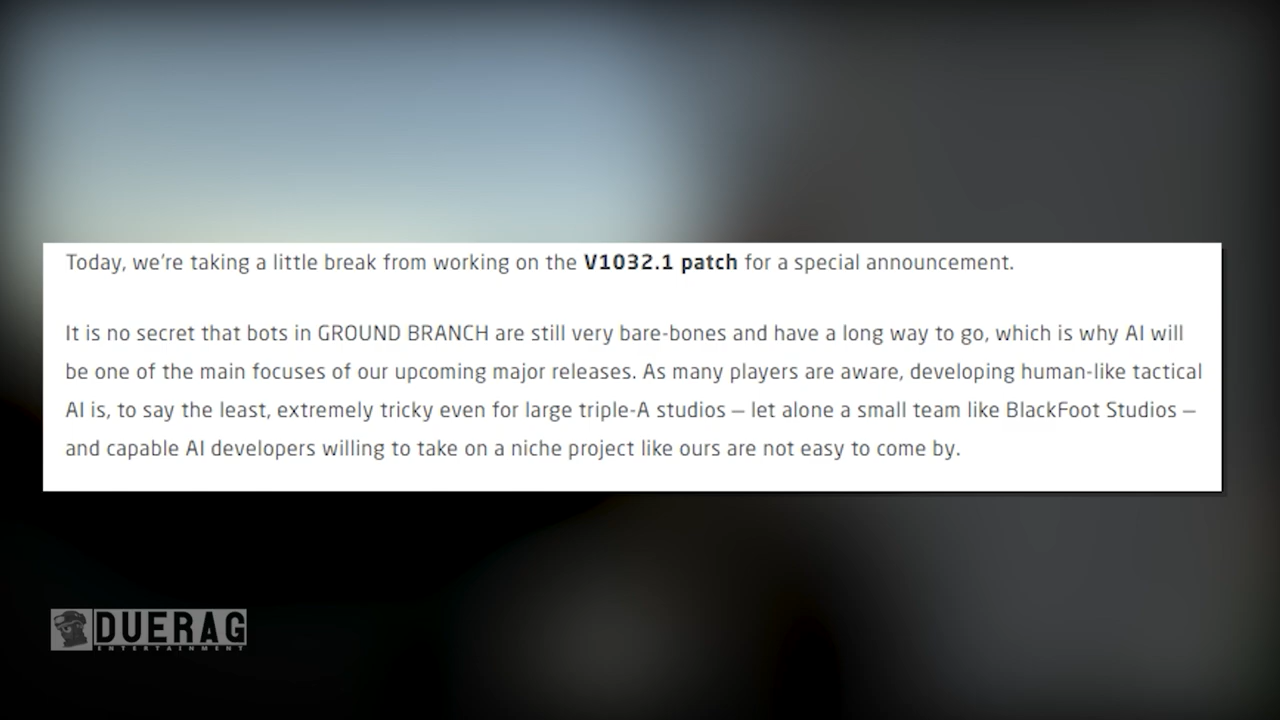 Today, we’re taking a little break from working on the V1032.1 patch for a special announcement.
It is no secret that bots in GROUND BRANCH are still very bare-bones and have a long way to go, which is why AI will
be one of the main focuses of our upcoming major releases. As many players are aware, developing human-like tactical
AI is, to say the least, extremely tricky even for large triple-A studios – let alone a small team like BlackFoot Studios –
and capable AI developers willing to take on a niche project like ours are not easy to come by.
DUERAG
ENTERTAINMENT